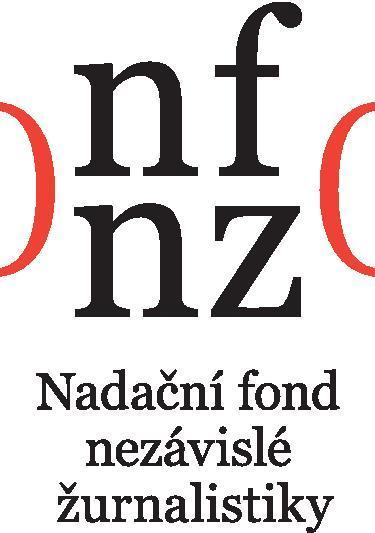 nf
nz
Nadační fond
nezávislé
žurnalistiky